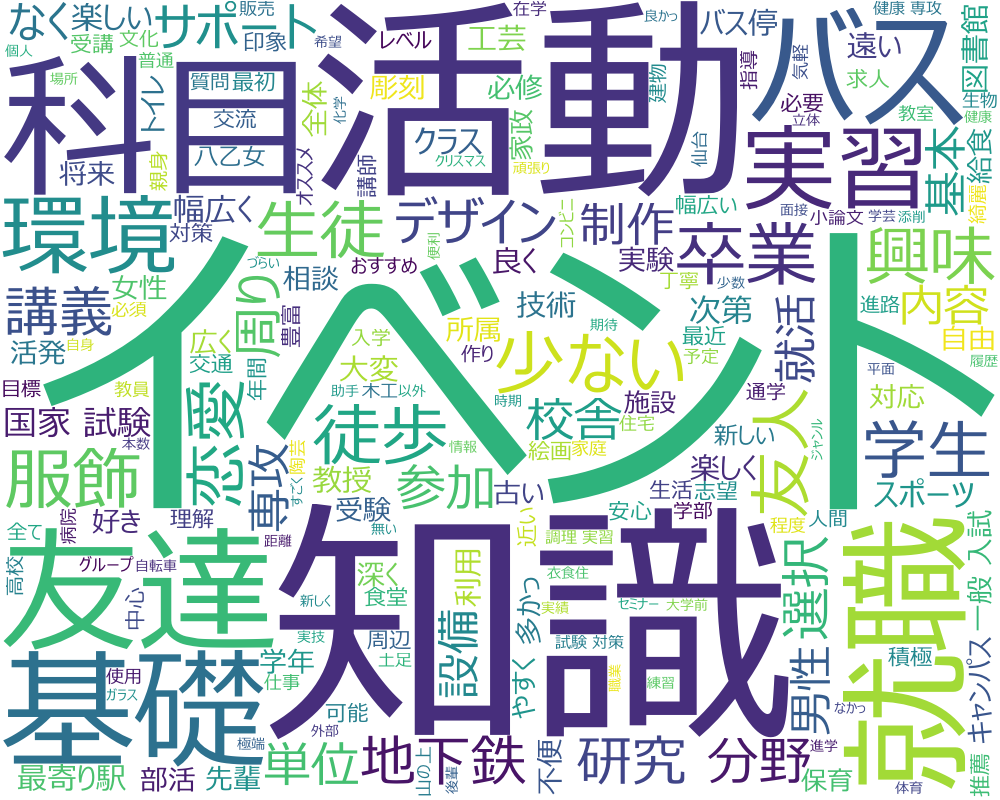 なく
楽しい
販売
在学
良かっ
健康 専攻
受講
文化
サポート
印象
希望
レベル
工芸
バス停
遠い
図書館
個人
普通
科目
活動
バス
場所
トイレ
質問
最初
全体
彫刻
必修
建物
指導
気軽
求人
必要
生物
交流
化学
クラス
家政
立体
教室
健康
将来
親身
八乙女
オススメ
講師
クリスマス
頑張り
仙台
実習
基本
給食
環境
幅広く
対策
生徒
デザイン
コンビニ
制作
幅広い
面接
小論文
学芸
添削
綺麗
卒業
興味
講義
女性
必須
づらい
相談
おすすめ
便利
良く
実験
丁寧
少数
進路
内容
活発
自身
広く
周り
豊富
イベント
技術
所属
期待
次第
最近
予定
就活
自由
交通
年間
入学
大変
作り
少ない
平面
履歴
目標
教員
恋愛
助手
木工
以外
時期
校舎
施設
通学
対応
国家 試験
本数
徒歩
住宅
友人
新しい
ジャンル
学生
服飾
専攻
陶芸
すごく
教授
参加
情報
絵画
家庭
古い
楽しく
生活
志望
スポーツ
全て
病院
好き
理解
距離
受験
無い
近い
安心
学部
程度
人間
友達
高校
グループ
自転車
中心
知識
深く
食堂
利用
調理 実習
衣食住
選択
就職
一般 入試
新しく
実技
設備
多かっ
実績
セミナー
大学前
試験 対策
基礎
使用
ガラス
学年
仕事
周辺
土足
やすく
職業
練習
男性
積極
キャンパス
可能
外部
なかっ
極端
最寄り駅
部活
先輩
単位
地下鉄
山の上
後輩
不便
研究
分野
保育
進学
体育
推薦